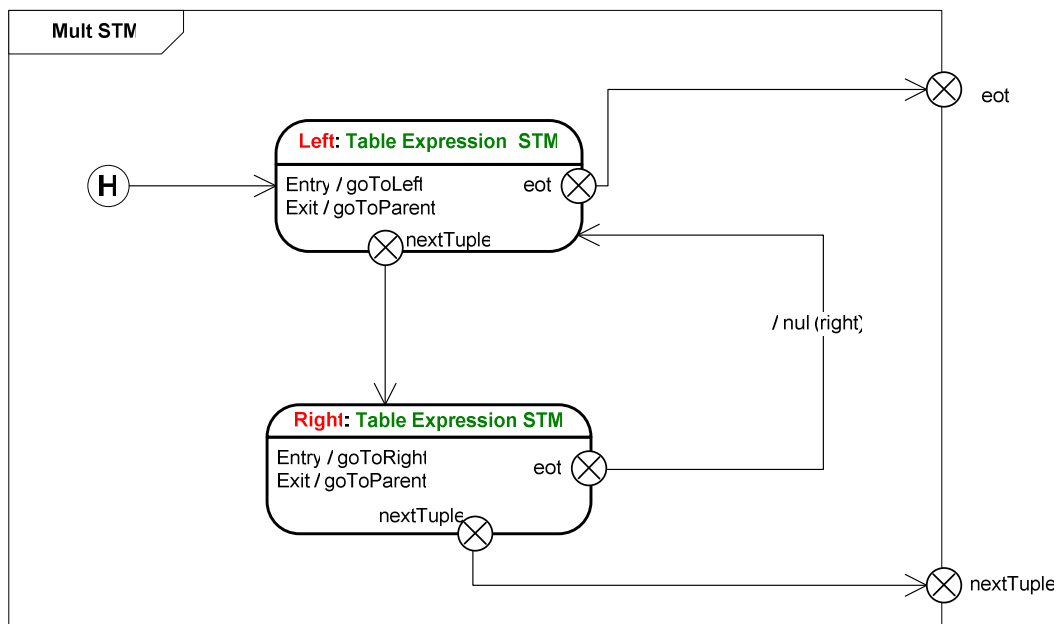 Mult STM
eot
Left: Table Expression STM
Entry / goToLeft
Exit / goToParent
eot
nextTuple
H
/ nul (right)
Right: Table Expression STM
Entry / goToRight
Exit / goToParent
eot
nextTuple
nextTuple